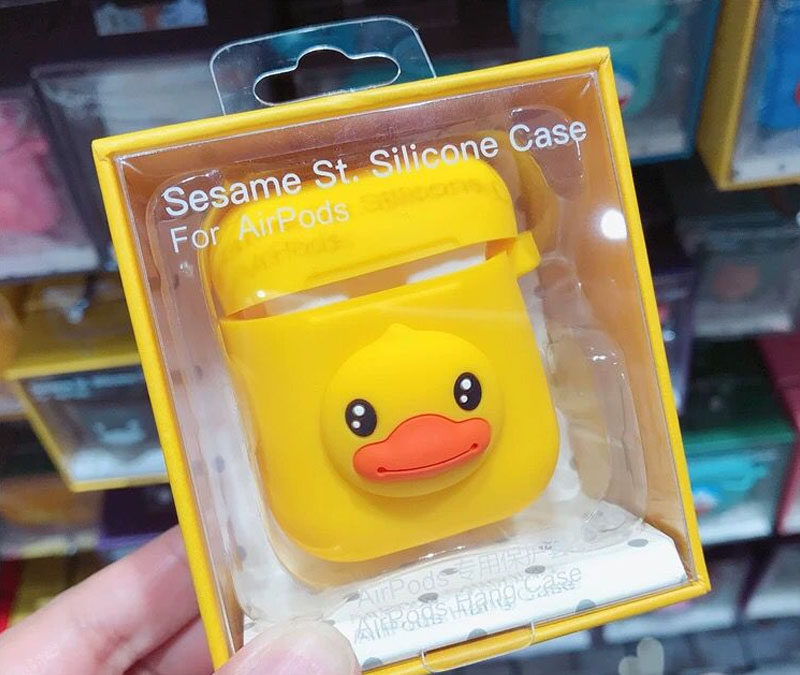 Sesame St. Silicone Case
For AirPods
AirPods 专用保护套
AirPods Hang Case